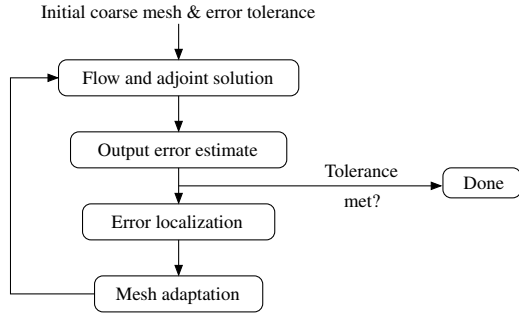 Initial coarse mesh & error tolerance
Flow and adjoint solution
Output error estimate
Tolerance
met?
Done
Error localization
Mesh adaptation